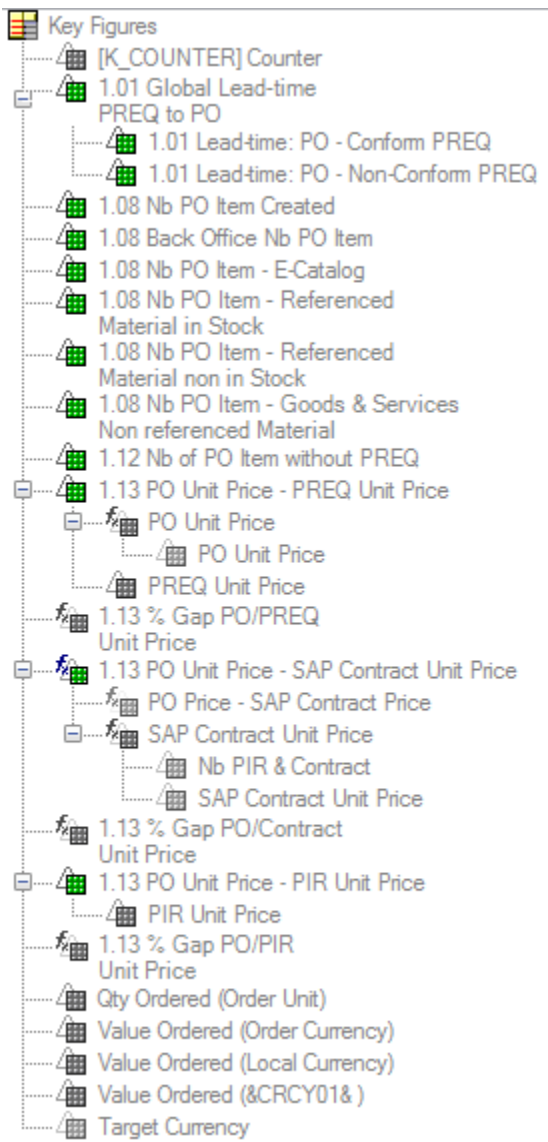 Key Figures
[K_COUNTER] Counter
1.01 Global Lead-time
PREQ to PO
1.01 Lead-time: PO - Conform PREQ
1.01 Lead-time: PO - Non-Conform PREQ
1.08 Nb PO Item Created
1.08 Back Office Nb PO Item
1.08 Nb PO Item - E-Catalog
1.08 Nb PO Item - Referenced
Material in Stock
1.08 Nb PO Item - Referenced
Material non in Stock
1.08 Nb PO Item - Goods & Services
Non referenced Material
1.12 Nb of PO Item without PREQ
1.13 PO Unit Price - PREQ Unit Price
PO Unit Price
PO Unit Price
PREQ Unit Price
1.13 % Gap PO/PREQ
Unit Price
1.13 PO Unit Price - SAP Contract Unit Price
PO Price - SAP Contract Price
SAP Contract Unit Price
Nb PIR & Contract
SAP Contract Unit Price
1.13 % Gap PO/Contract
Unit Price
1.13 PO Unit Price - PIR Unit Price
PIR Unit Price
1.13 % Gap PO/PIR
Unit Price
Qty Ordered (Order Unit)
Value Ordered (Order Currency)
Value Ordered (Local Currency)
Value Ordered (&CRCY01& )
Target Currency